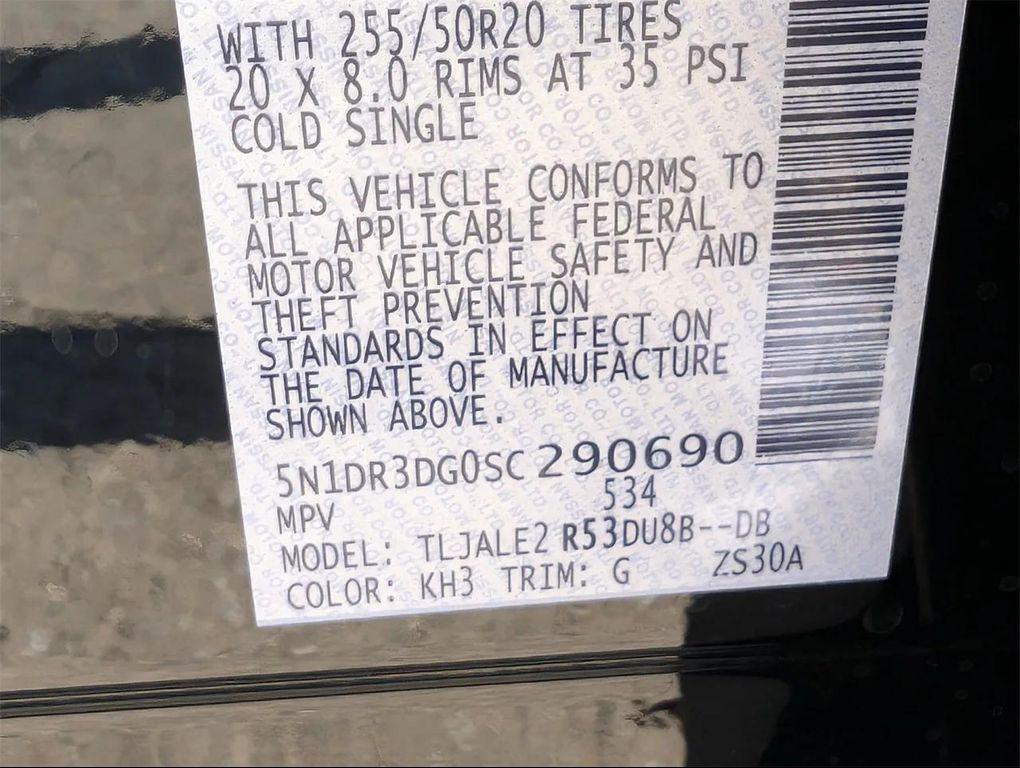 WITH 255/50R20 TIRES
20 X 8.0 RIMS AT 35 PSI
COLD SINGLE
THIS VEHICLE CONFORMS TO
ALL APPLICABLE FEDERAL
MOTOR VEHICLE SAFETY AND
THEFT PREVENTION
STANDARDS IN EFFECT ON
THE DATE OF MANUFACTURE
SHOWN ABOVE.
5N1DR3DG0SC290690
MPV 534
MODEL: TLJALE2 R53DU8B--DB
COLOR: KH3 TRIM: G ZS30A